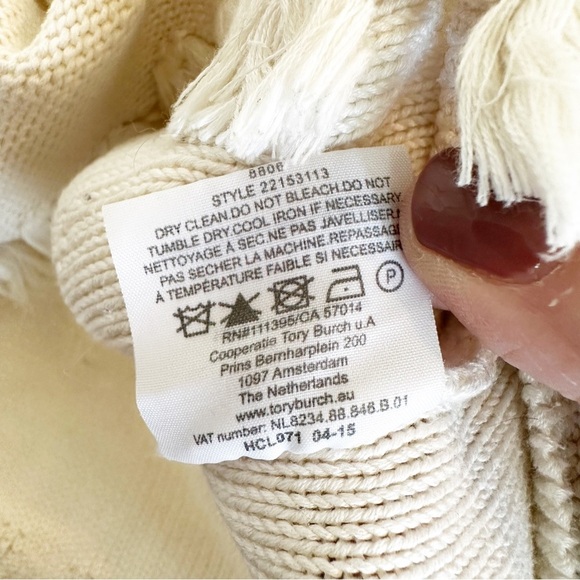 8806
STYLE 22153113
DRY CLEAN.DO NOT BLEACH.DO NOT
TUMBLE DRY.COOL IRON IF NECESSARY.
NETTOYAGE À SEC NE PAS JAVELLISER.
PAS SECHER LA MACHINE.REPASSAGE
À TEMPÉRATURE FAIBLE SI NECESSAIR
P
RN#111395/CA 57014
Cooperatie Tory Burch u.A
Prins Bernharplein 200
1097 Amsterdam
The Netherlands
www.toryburch.eu
VAT number: NL8234.88.846.B.01
HCL071 04-15